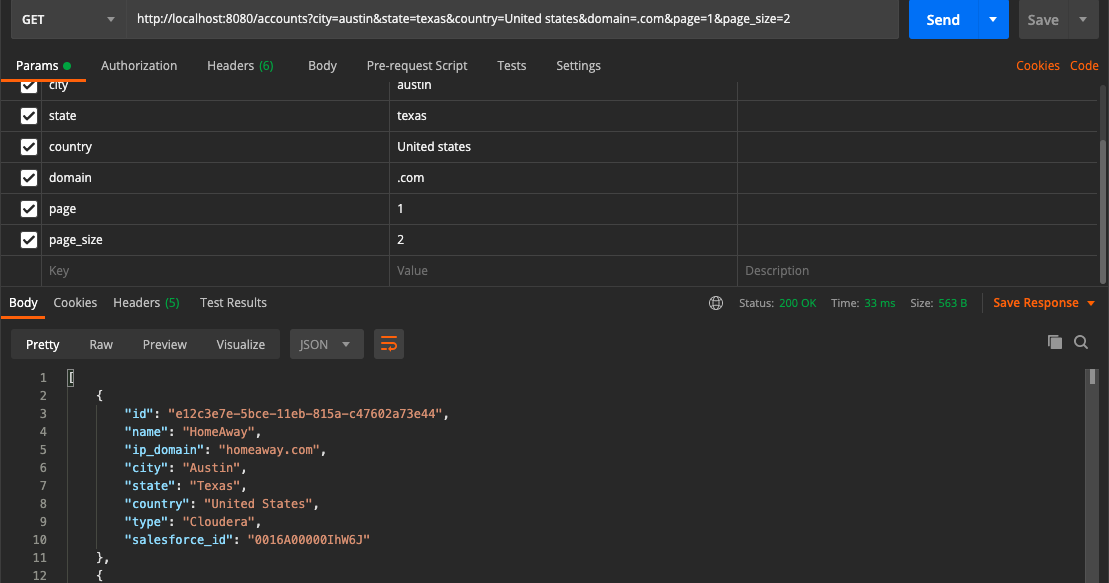 GET http://localhost:8080/accounts?city=austin&state=texas&country=United states&domain=.com&page=1&page_size=2 Send Save
Params Authorization Headers (6) Body Pre-request Script Tests Settings Cookies Code
city austin
state texas
country United states
domain .com
page 1
page_size 2
Key Value Description
Body Cookies Headers (5) Test Results Status: 200 OK Time: 33 ms Size: 563 B Save Response
Pretty Raw Preview Visualize JSON
1 [
2 {
3 "id": "e12c3e7e-5bce-11eb-815a-c47602a73e44",
4 "name": "HomeAway",
5 "ip_domain": "homeaway.com",
6 "city": "Austin",
7 "state": "Texas",
8 "country": "United States",
9 "type": "Cloudera",
10 "salesforce_id": "0016A00000IhW6J"
11 },
12 {